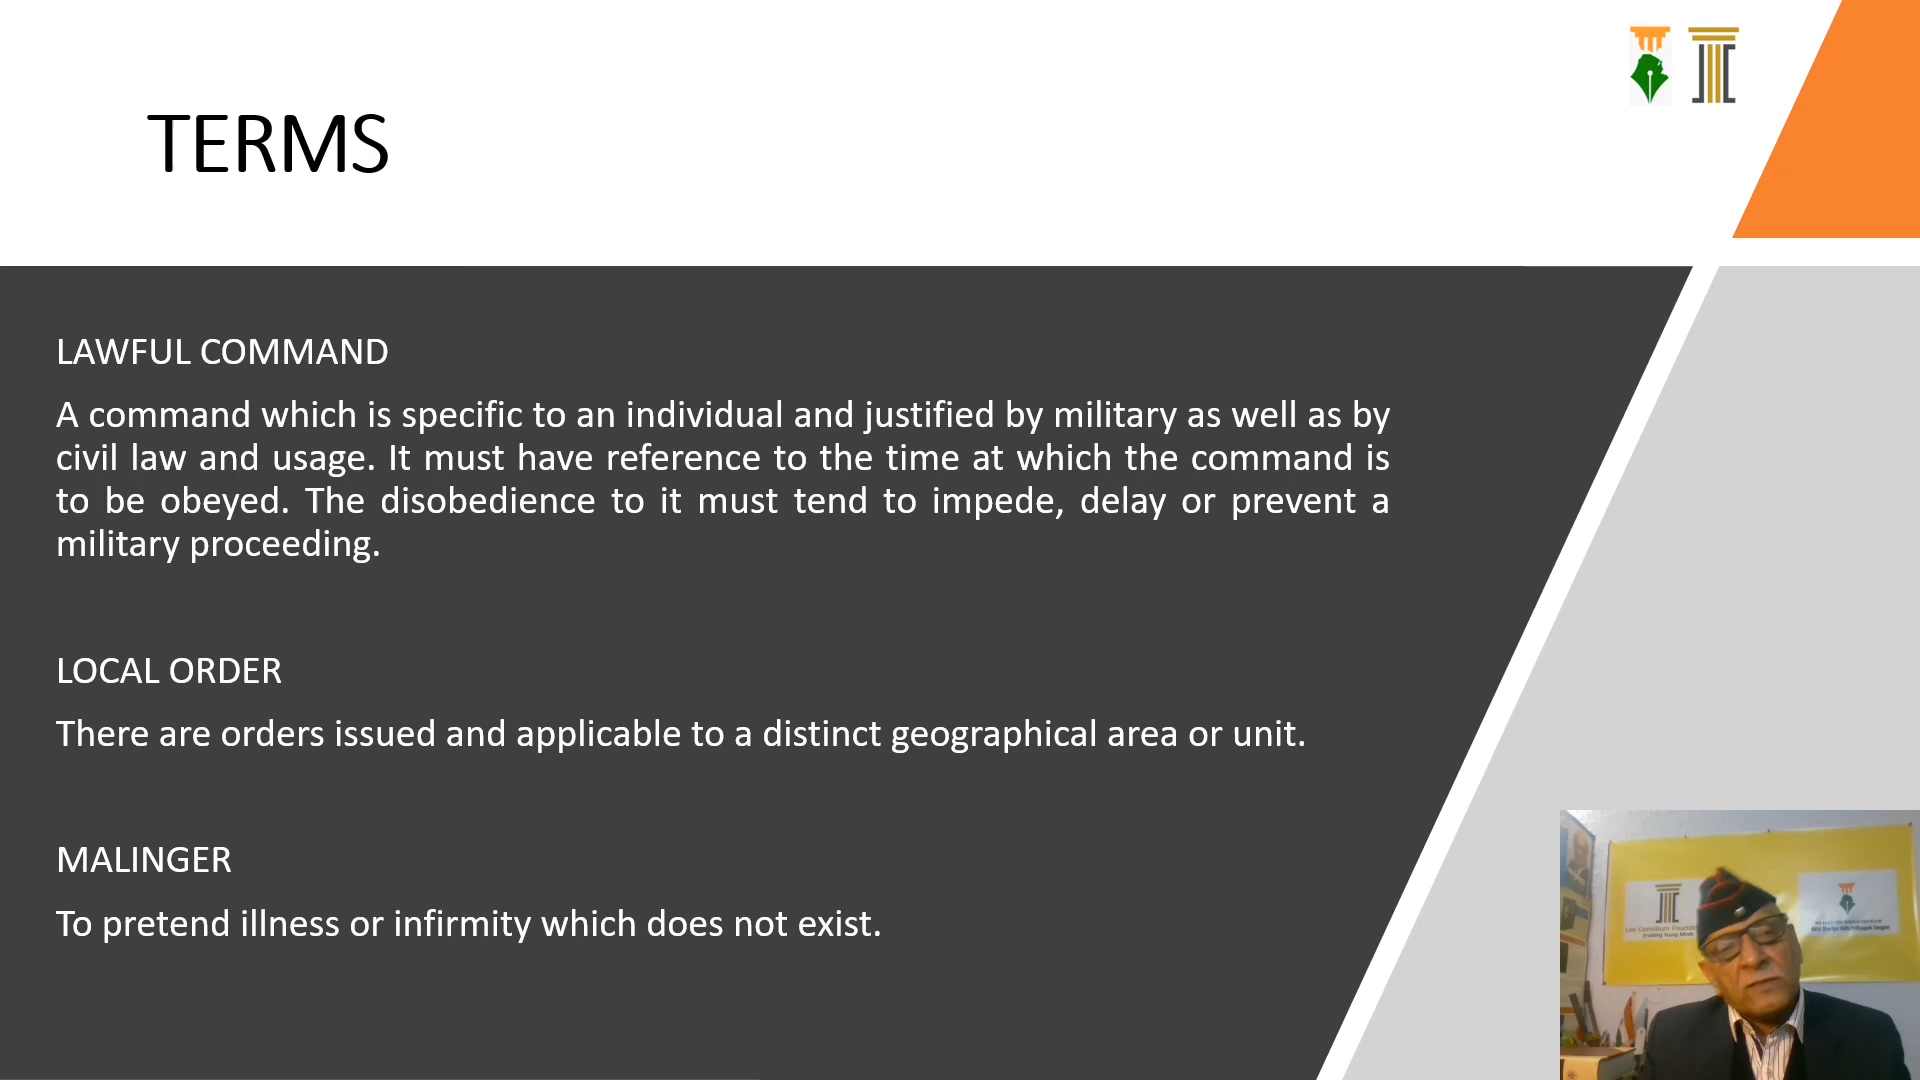 TERMS
LAWFUL COMMAND
A command which is specific to an individual and justified by military as well as by
civil law and usage. It must have reference to the time at which the command is
to be obeyed. The disobedience to it must tend to impede, delay or prevent a
military proceeding.
LOCAL ORDER
There are orders issued and applicable to a distinct geographical area or unit.
MALINGER
To pretend illness or infirmity which does not exist.